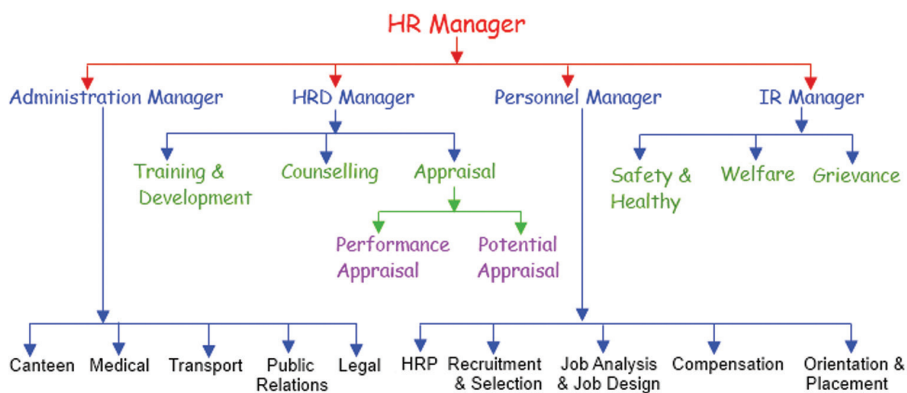 HR Manager
Administration Manager
HRD Manager
Personnel Manager
IR Manager
Training &
Development
Counselling
Appraisal
Safety &
Healthy
Welfare
Grievance
Performance
Appraisal
Potential
Appraisal
Canteen
Medical
Transport
Public
Relations
Legal
HRP
Recruitment
& Selection
Job Analysis
& Job Design
Compensation
Orientation &
Placement